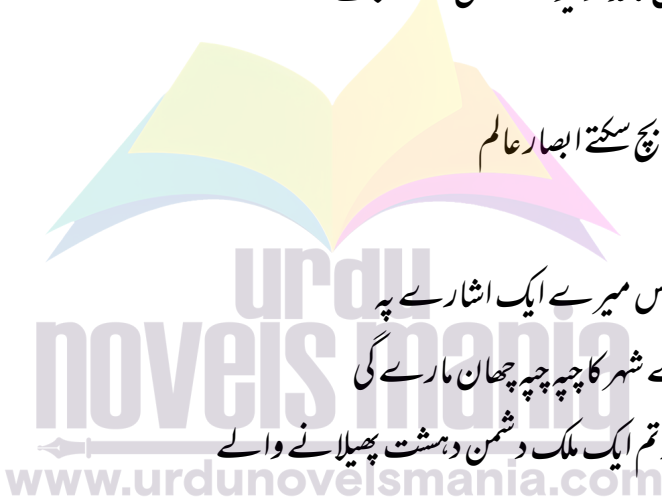 بچ سکتے ابصار عالم
میرے ایک اشارے پہ
شہر کا چپہ چپہ چھان مارے گی
تم ایک ملک دشمن دہشت پھیلانے والے
urdu
novels mania
www.urdunovelsmania.com